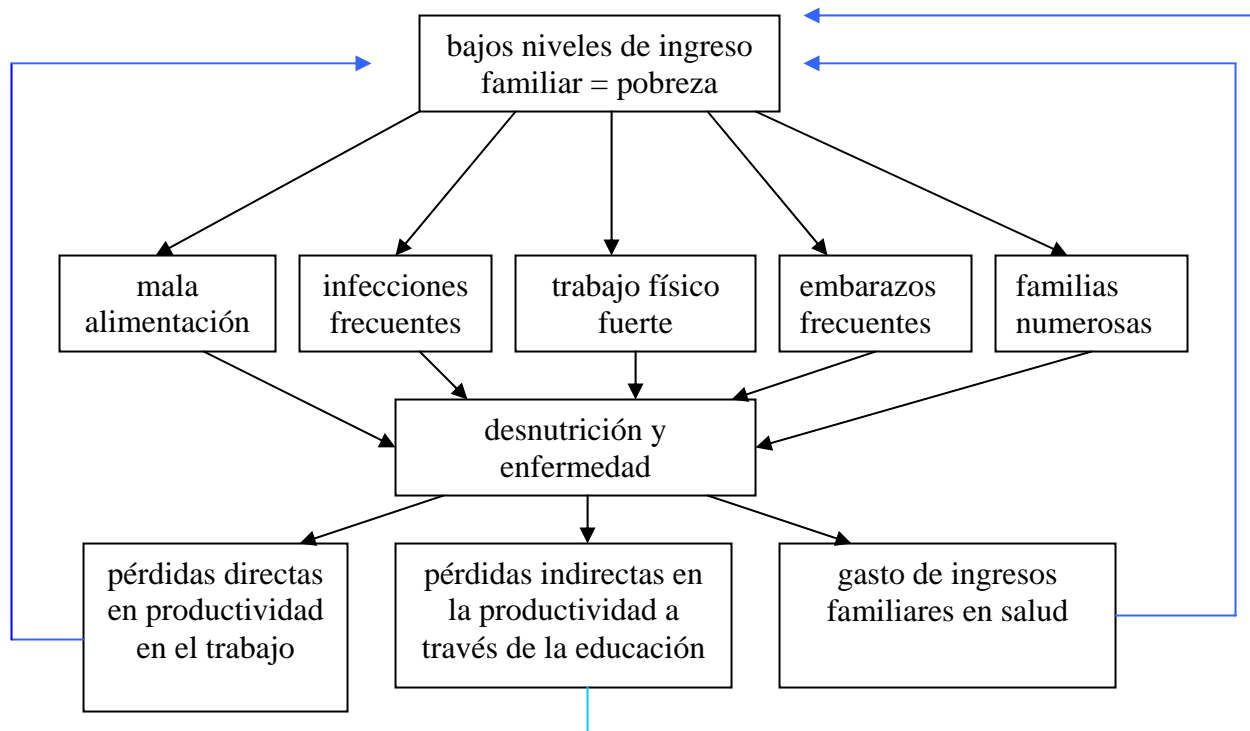 bajos niveles de ingreso
familiar = pobreza
mala
alimentación
infecciones
frecuentes
trabajo físico
fuerte
embarazos
frecuentes
familias
numerosas
desnutrición y
enfermedad
pérdidas directas
en productividad
en el trabajo
pérdidas indirectas en
la productividad a
través de la educación
gasto de ingresos
familiares en salud